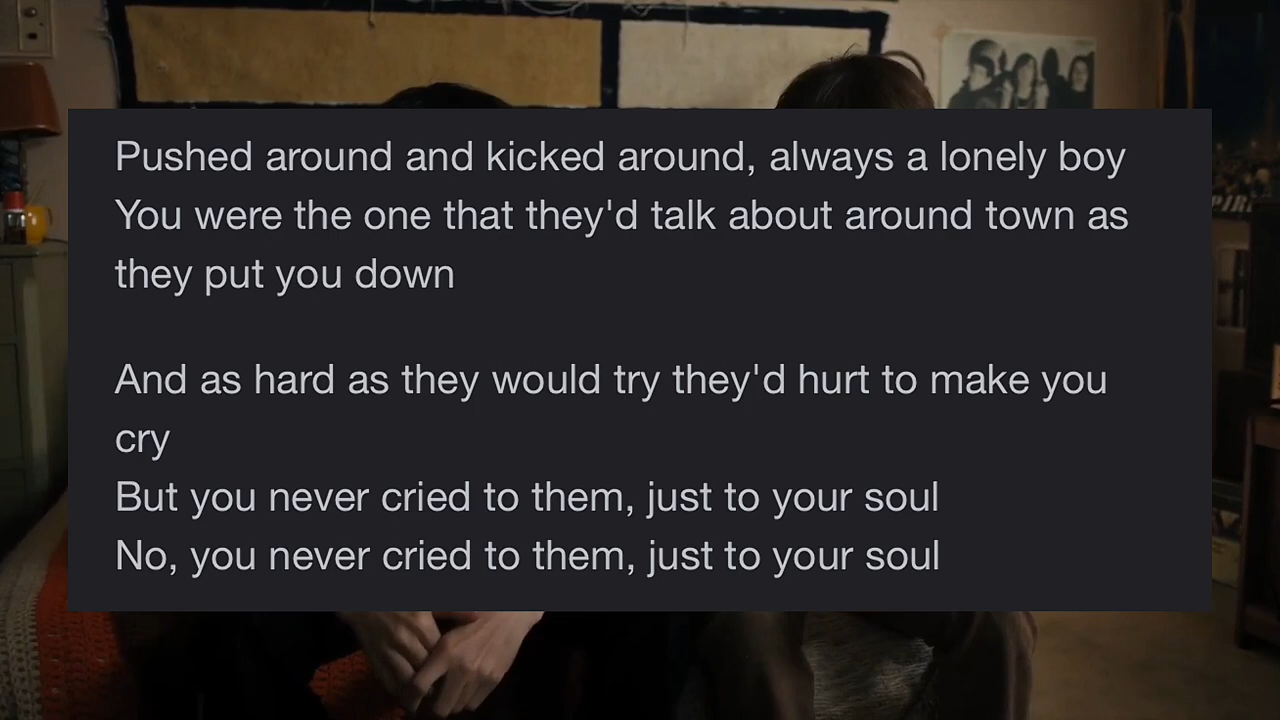 Pushed around and kicked around, always a lonely boy
You were the one that they'd talk about around town as
they put you down
And as hard as they would try they'd hurt to make you
cry
But you never cried to them, just to your soul
No, you never cried to them, just to your soul